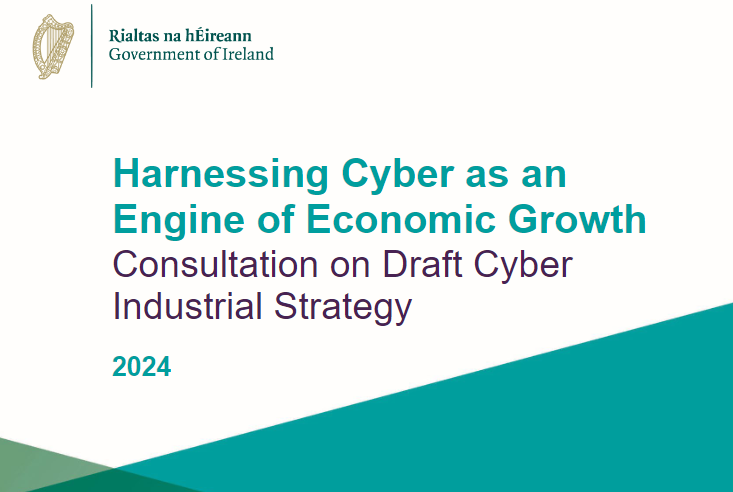 Rialtas na hÉireann
Government of Ireland
Harnessing Cyber as an
Engine of Economic Growth
Consultation on Draft Cyber
Industrial Strategy
2024